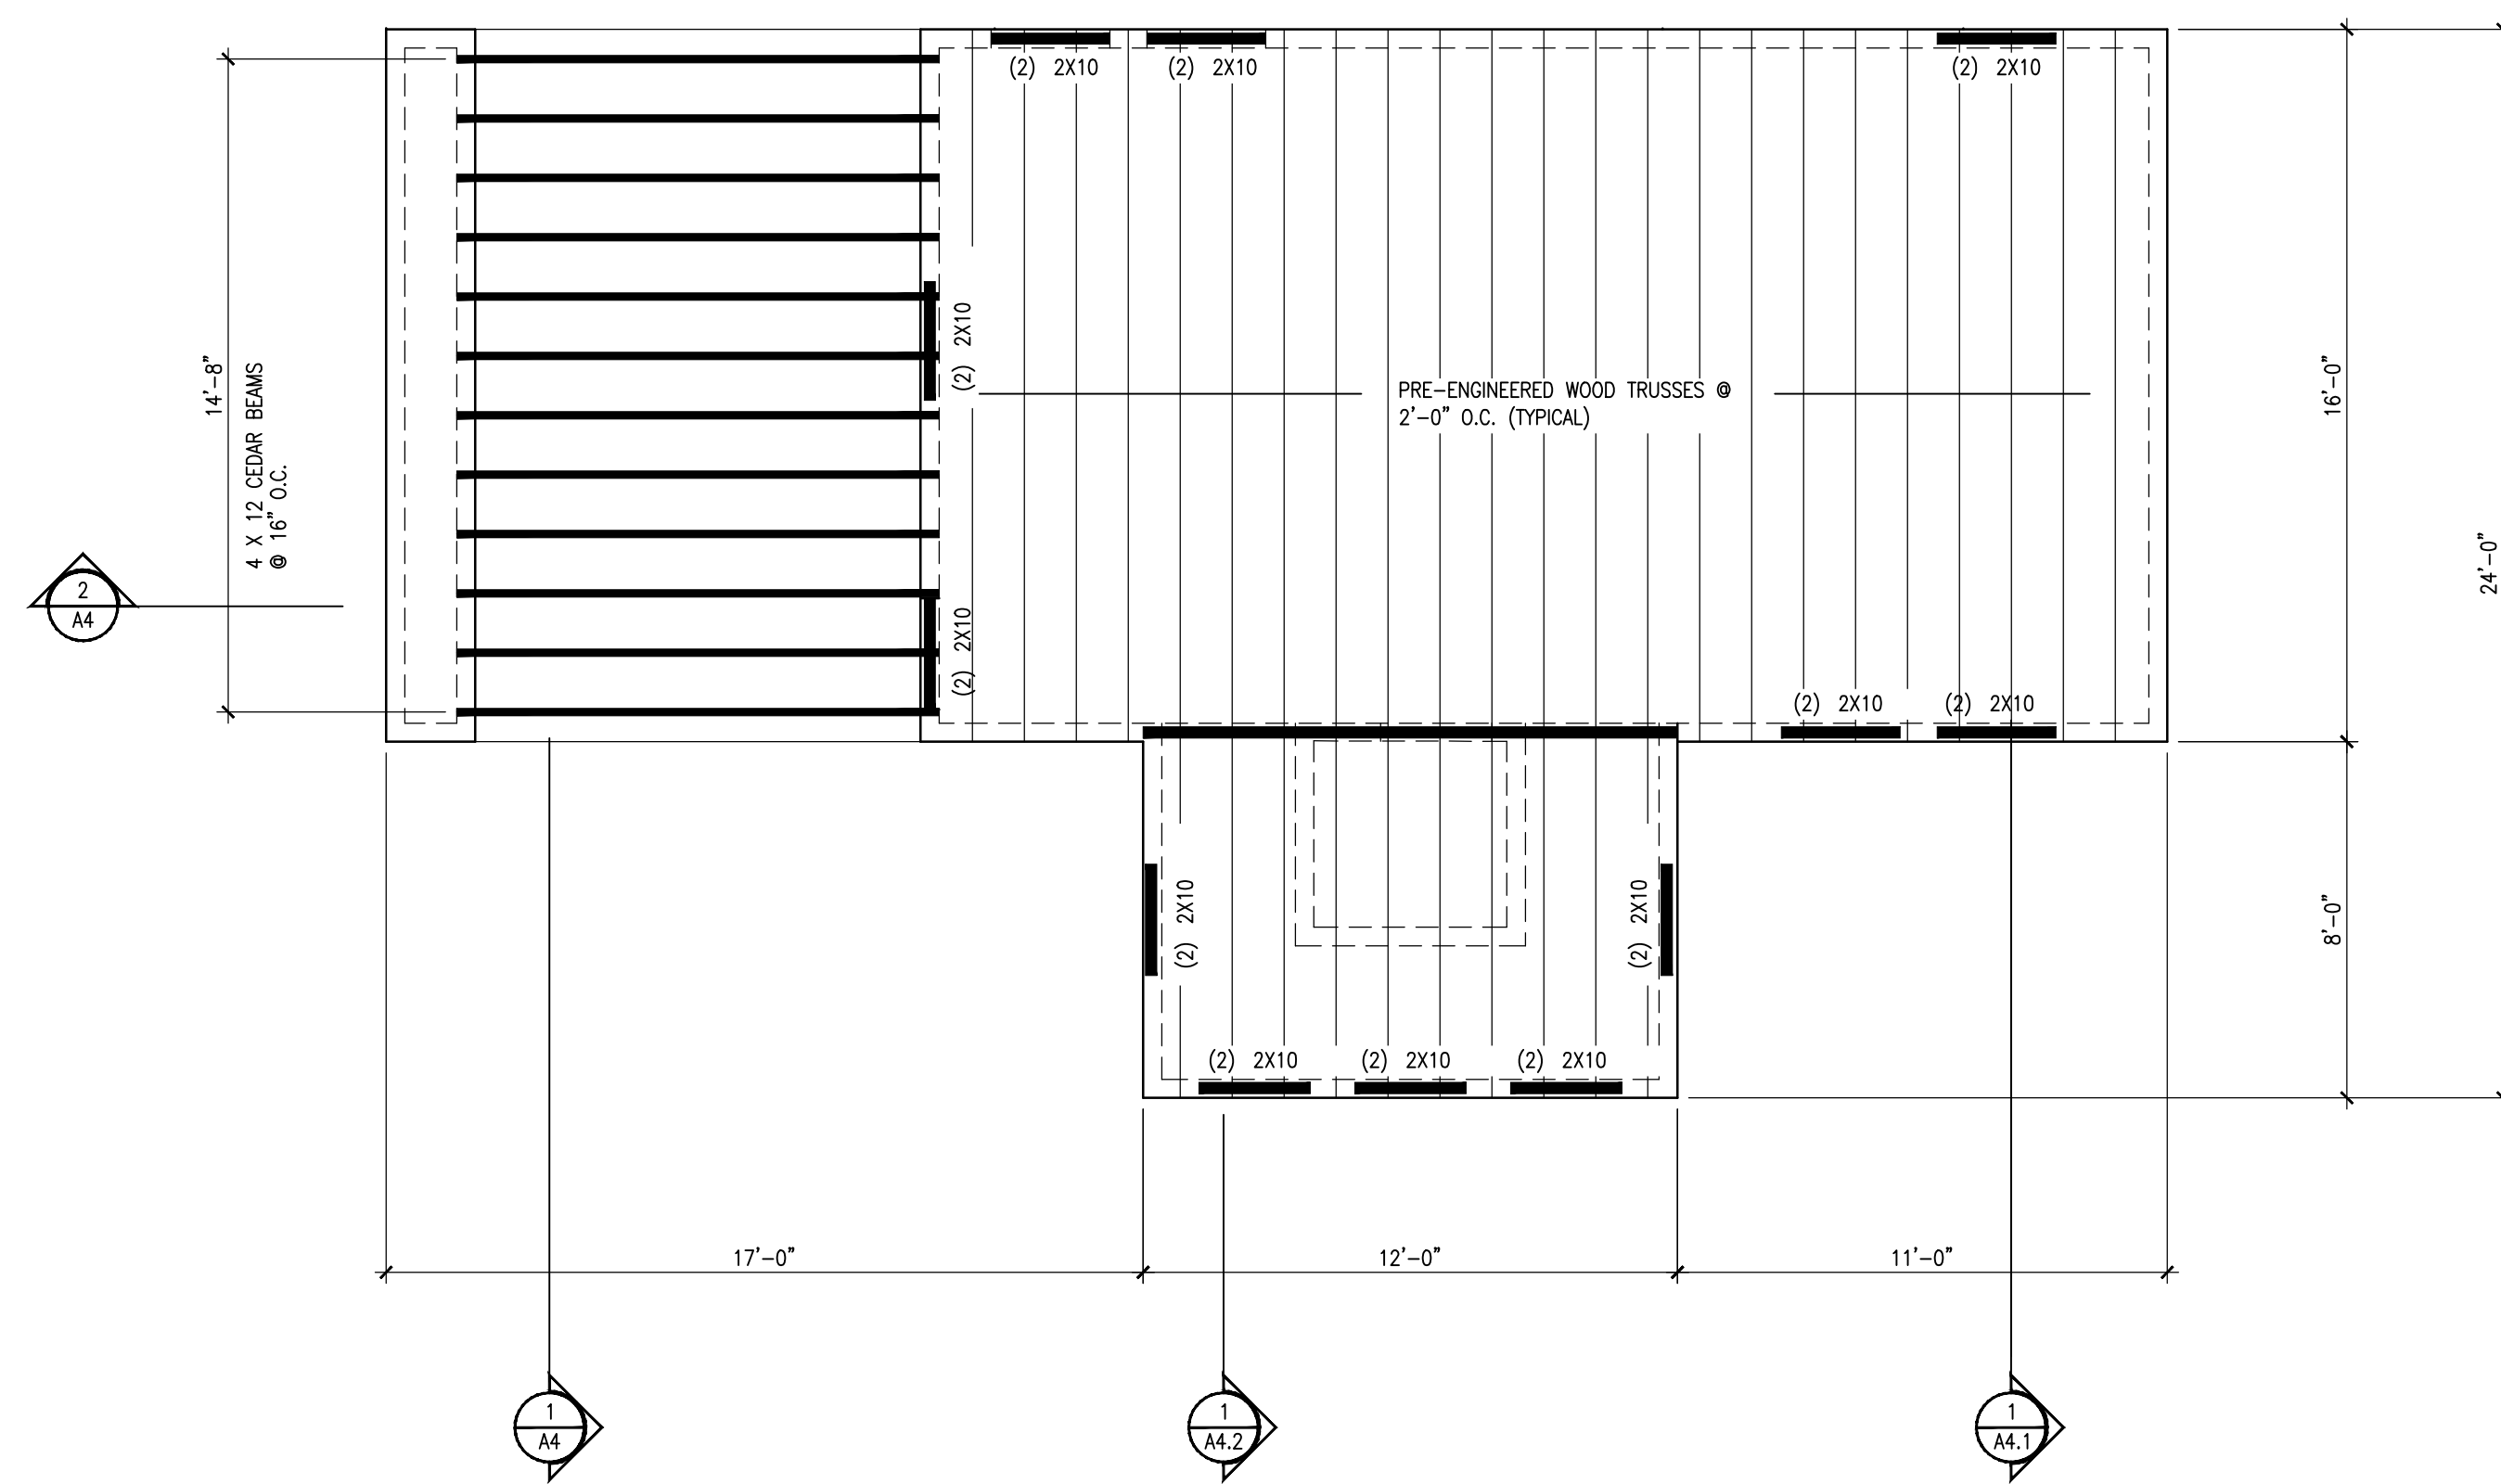 (2) 2X10
(2) 2X10
(2) 2X10
14'-8"
4 X 12 CEDAR BEAMS
@ 16" O.C.
(2) 2X10
PRE-ENGINEERED WOOD TRUSSES @
2'-0" O.C. (TYPICAL)
16'-0"
24'-0"
2
A4
(2) 2X10
(2) 2X10
(2) 2X10
(2) 2X10
(2) 2X10
8'-0"
(2) 2X10
(2) 2X10
(2) 2X10
17'-0"
12'-0"
11'-0"
1
A4
1
A4.2
1
A4.1